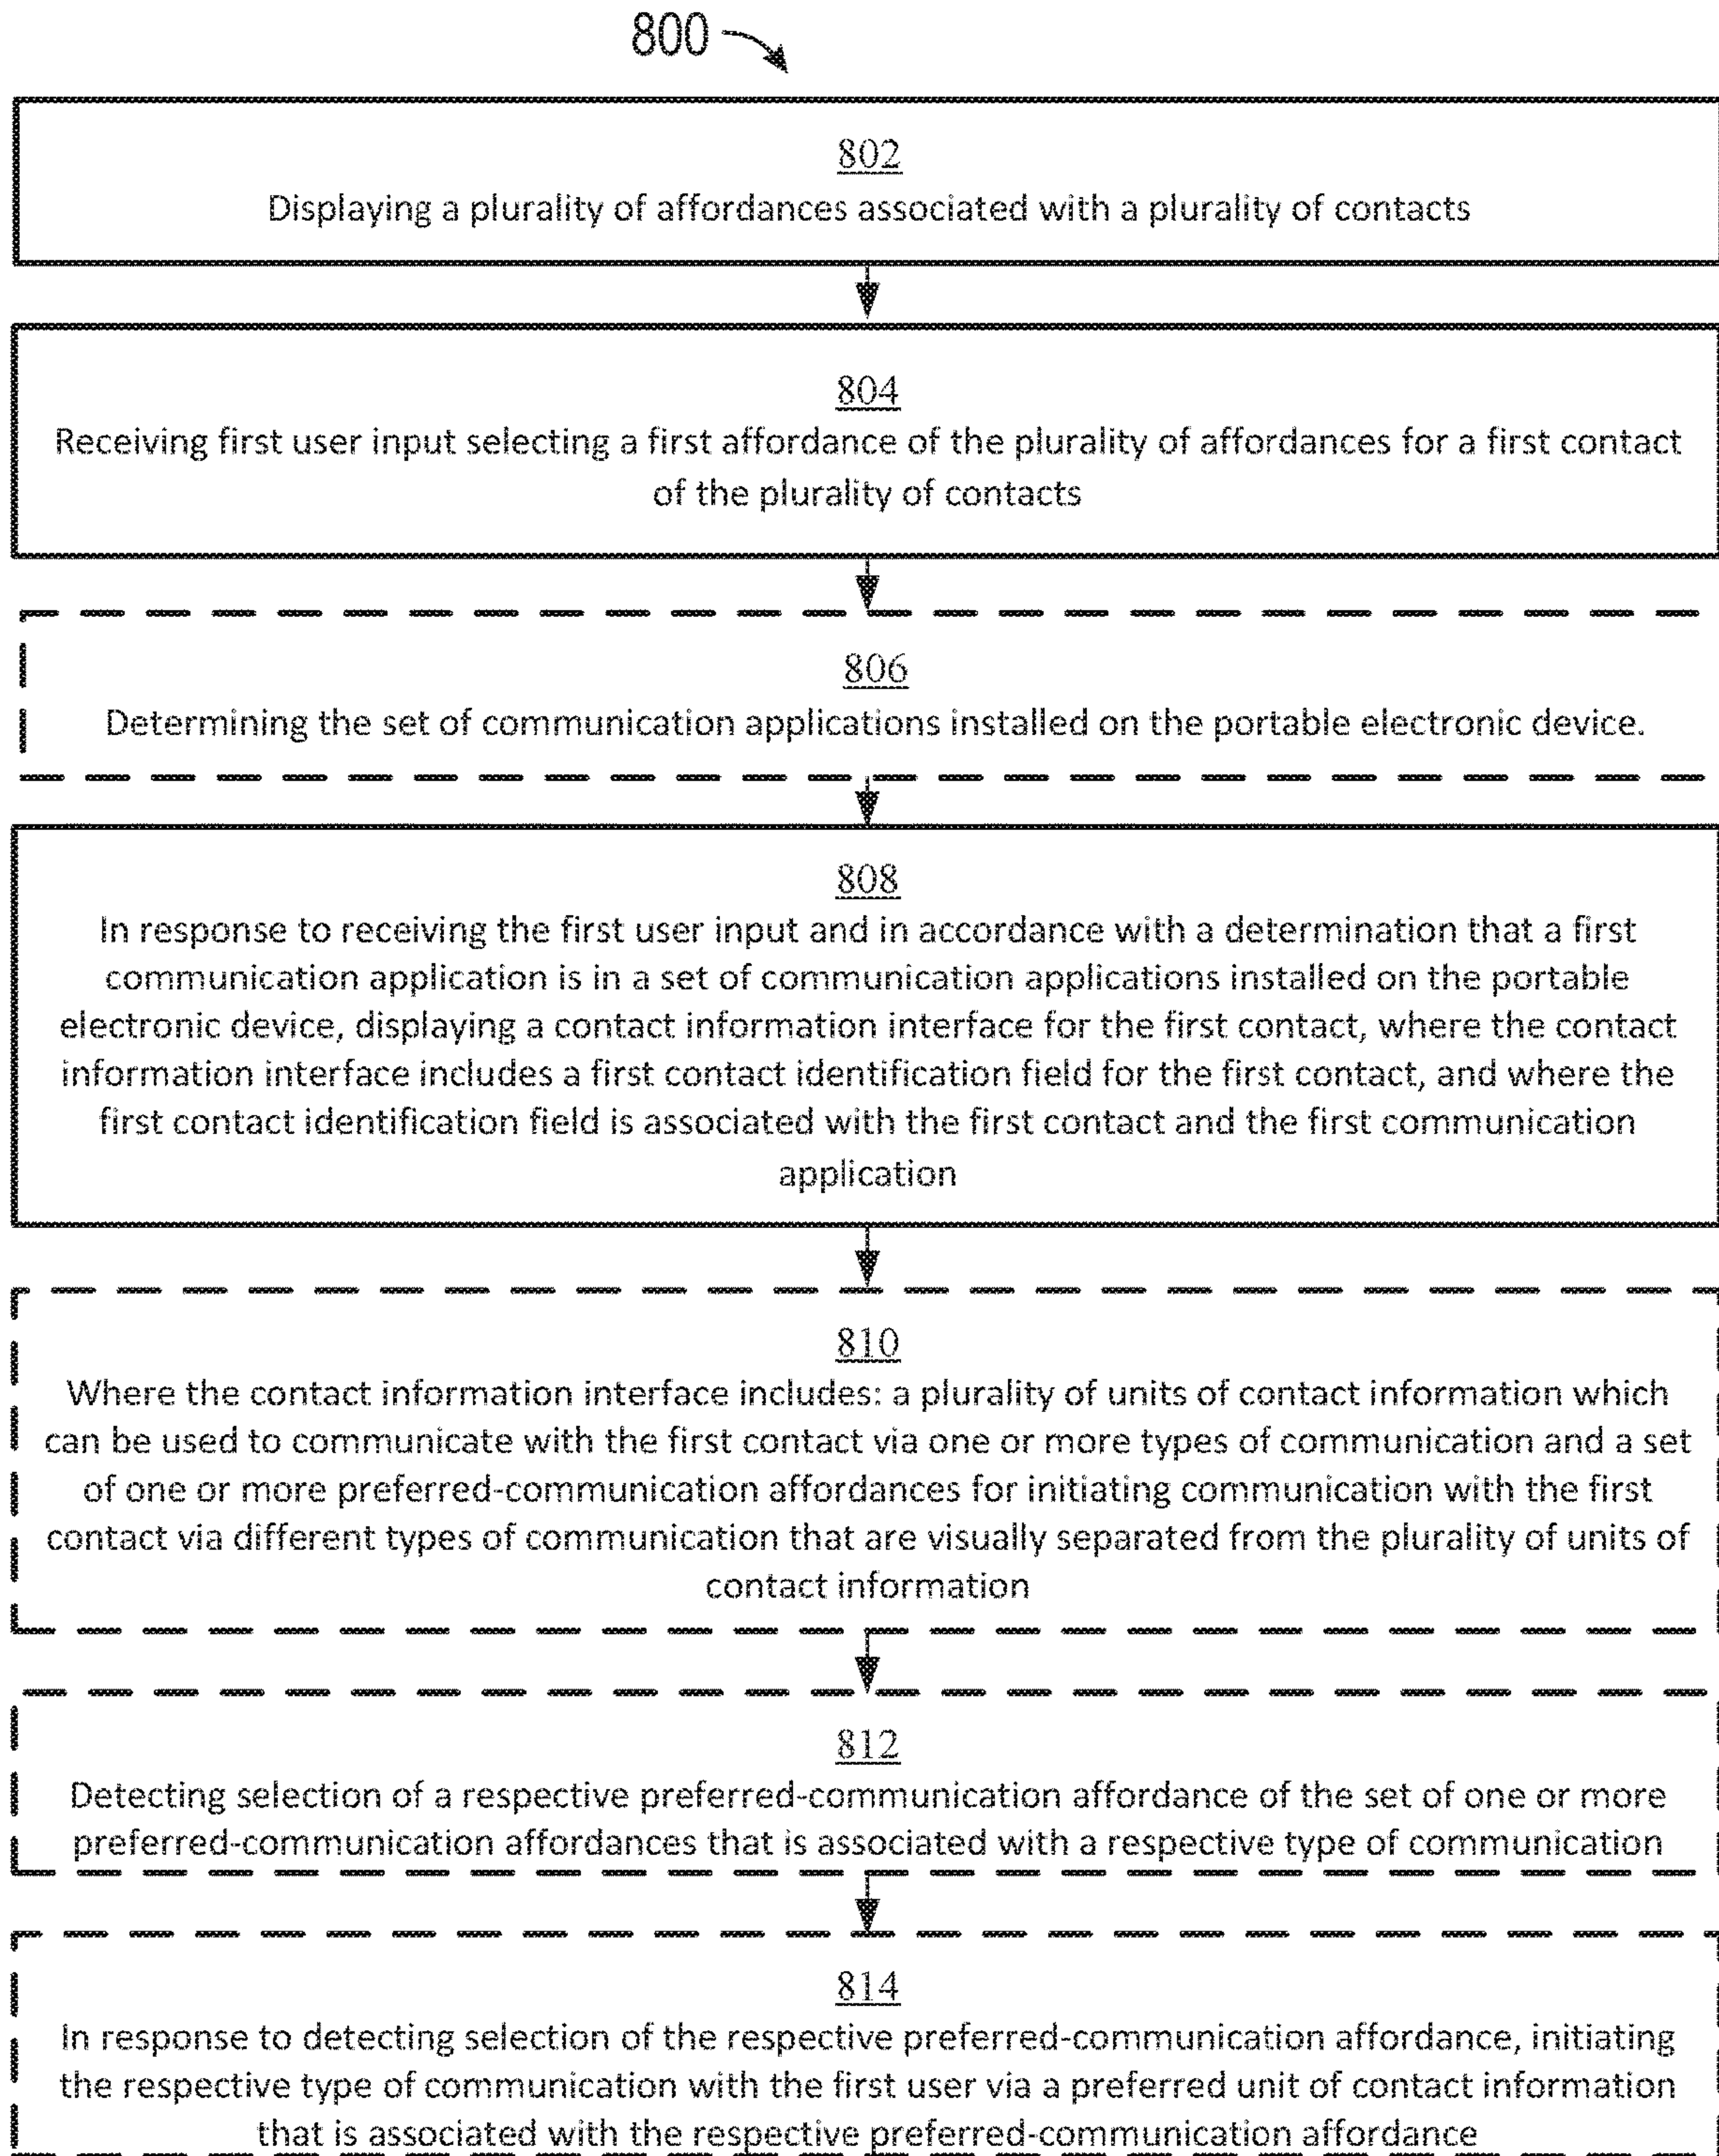 800
802
Displaying a plurality of affordances associated with a plurality of contacts
804
Receiving first user input selecting a first affordance of the plurality of affordances for a first contact
of the plurality of contacts
806
Determining the set of communication applications installed on the portable electronic device.
808
In response to receiving the first user input and in accordance with a determination that a first
communication application is in a set of communication applications installed on the portable
electronic device, displaying a contact information interface for the first contact, where the contact
information interface includes a first contact identification field for the first contact, and where the
first contact identification field is associated with the first contact and the first communication
application
810
Where the contact information interface includes: a plurality of units of contact information which
can be used to communicate with the first contact via one or more types of communication and a set
of one or more preferred-communication affordances for initiating communication with the first
contact via different types of communication that are visually separated from the plurality of units of
contact information
812
Detecting selection of a respective preferred-communication affordance of the set of one or more
preferred-communication affordances that is associated with a respective type of communication
814
In response to detecting selection of the respective preferred-communication affordance, initiating
the respective type of communication with the first user via a preferred unit of contact information
that is associated with the respective preferred-communication affordance